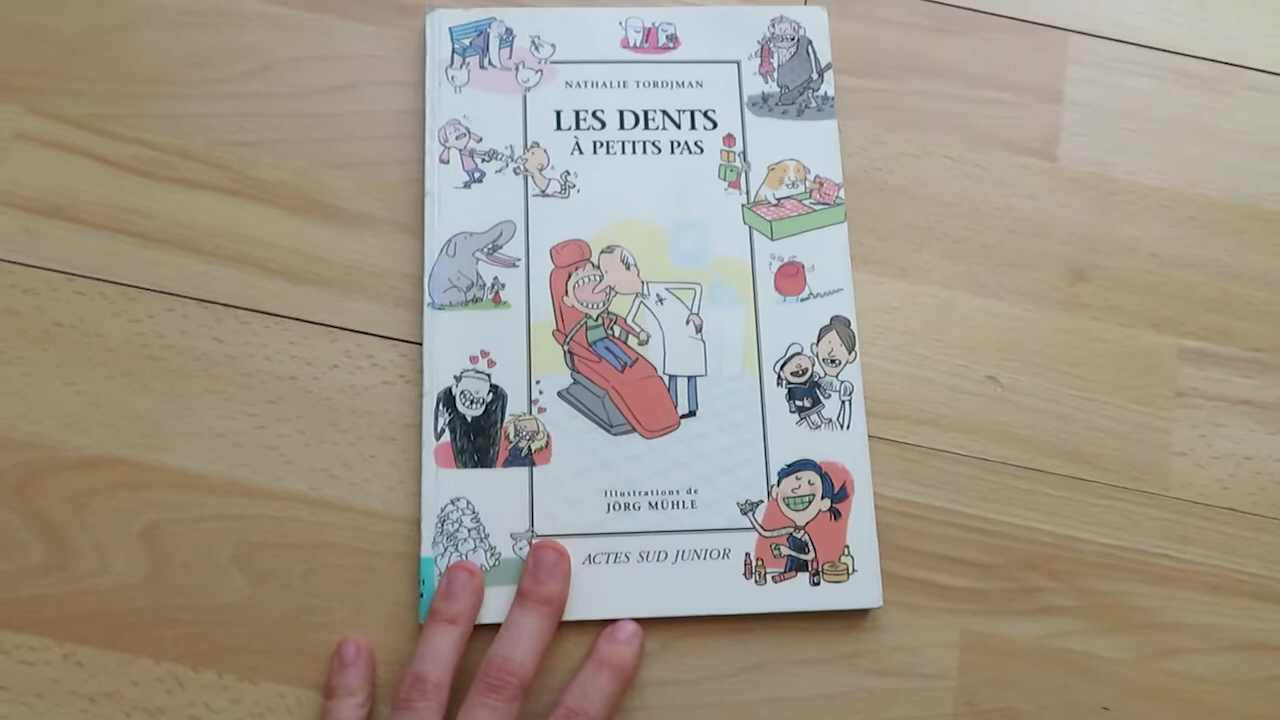 NATHALIE TORDJMAN
LES DENTS
À PETITS PAS
Illustrations de
JÖRG MÜHLE
ACTES SUD JUNIOR